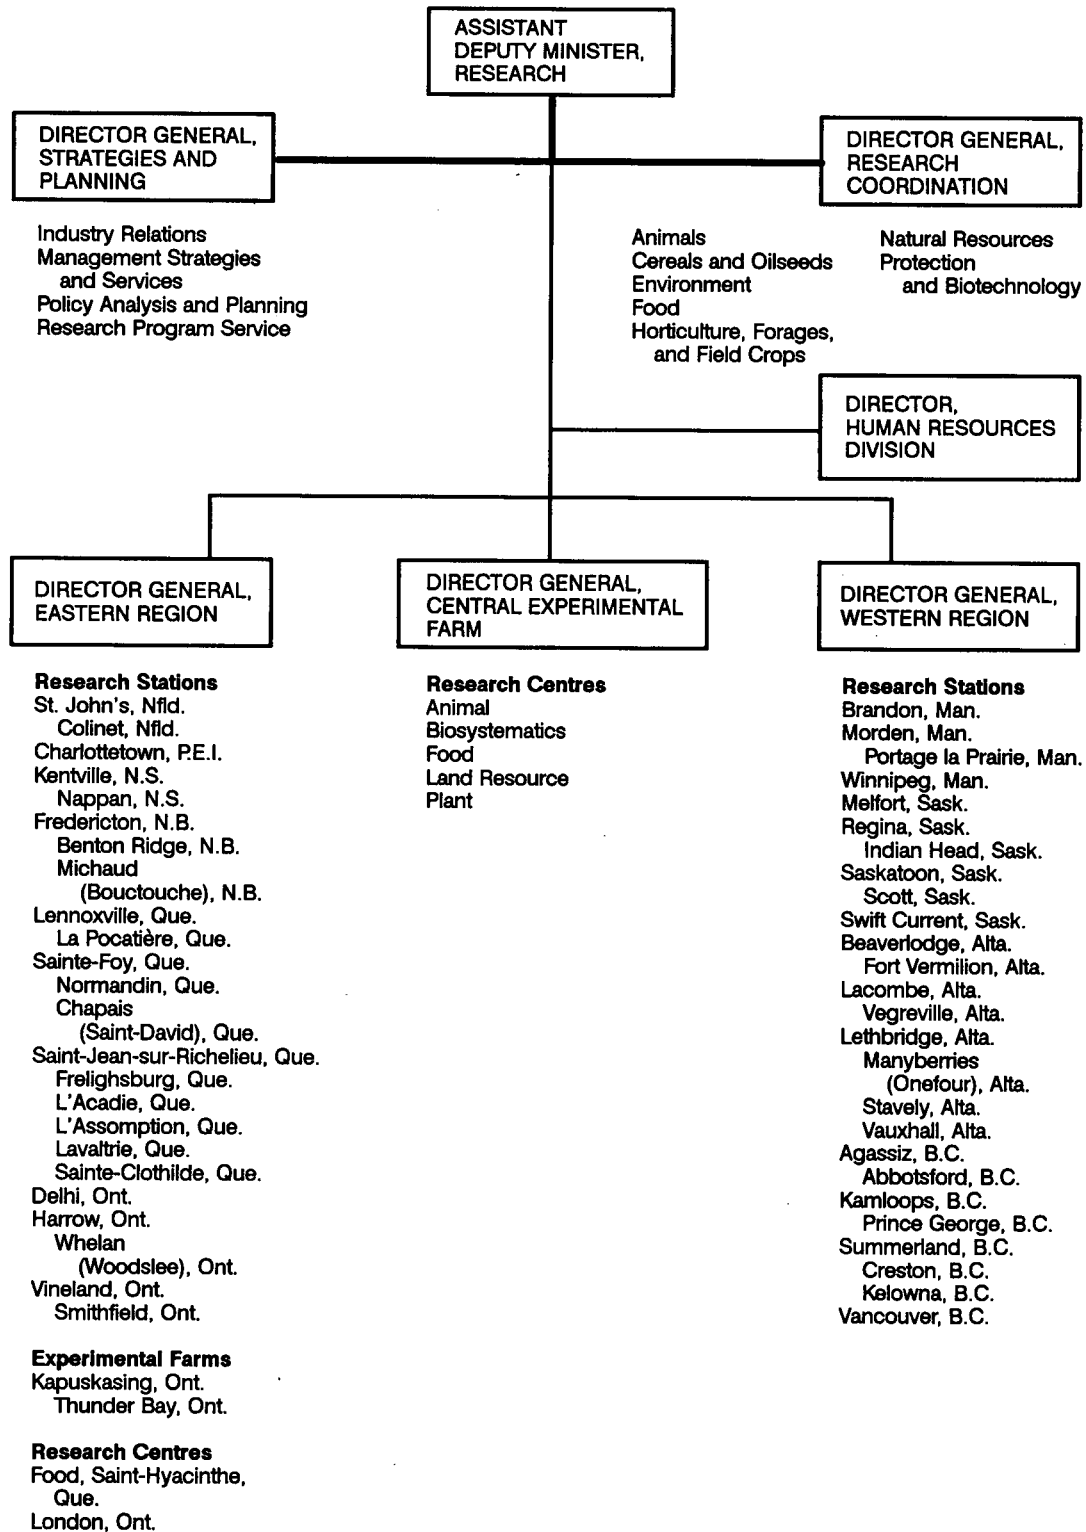 ASSISTANT
DEPUTY MINISTER,
RESEARCH
DIRECTOR GENERAL,
STRATEGIES AND
PLANNING
Industry Relations
Management Strategies
and Services
Policy Analysis and Planning
Research Program Service
DIRECTOR GENERAL,
RESEARCH
COORDINATION
Animals
Cereals and Oilseeds
Environment
Food
Horticulture, Forages,
and Field Crops
Natural Resources
Protection
and Biotechnology
DIRECTOR,
HUMAN RESOURCES
DIVISION
DIRECTOR GENERAL,
EASTERN REGION
Research Stations
St. John's, Nfld.
Colinet, Nfld.
Charlottetown, P.E.I.
Kentville, N.S.
Nappan, N.S.
Fredericton, N.B.
Benton Ridge, N.B.
Michaud
(Bouctouche), N.B.
Lennoxville, Que.
La Pocatière, Que.
Sainte-Foy, Que.
Normandin, Que.
Chapais
(Saint-David), Que.
Saint-Jean-sur-Richelieu, Que.
Frelighsburg, Que.
L'Acadie, Que.
L'Assomption, Que.
Lavaltrie, Que.
Sainte-Clothilde, Que.
Delhi, Ont.
Harrow, Ont.
Whelan
(Woodslee), Ont.
Vineland, Ont.
Smithfield, Ont.
Experimental Farms
Kapuskasing, Ont.
Thunder Bay, Ont.
Research Centres
Food, Saint-Hyacinthe,
Que.
London, Ont.
DIRECTOR GENERAL,
CENTRAL EXPERIMENTAL
FARM
Research Centres
Animal
Biosystematics
Food
Land Resource
Plant
DIRECTOR GENERAL,
WESTERN REGION
Research Stations
Brandon, Man.
Morden, Man.
Portage la Prairie, Man.
Winnipeg, Man.
Melfort, Sask.
Regina, Sask.
Indian Head, Sask.
Saskatoon, Sask.
Scott, Sask.
Swift Current, Sask.
Beaverlodge, Alta.
Fort Vermilion, Alta.
Lacombe, Alta.
Vegreville, Alta.
Lethbridge, Alta.
Manyberries
(Onefour), Alta.
Stavely, Alta.
Vauxhall, Alta.
Agassiz, B.C.
Abbotsford, B.C.
Kamloops, B.C.
Prince George, B.C.
Summerland, B.C.
Creston, B.C.
Kelowna, B.C.
Vancouver, B.C.